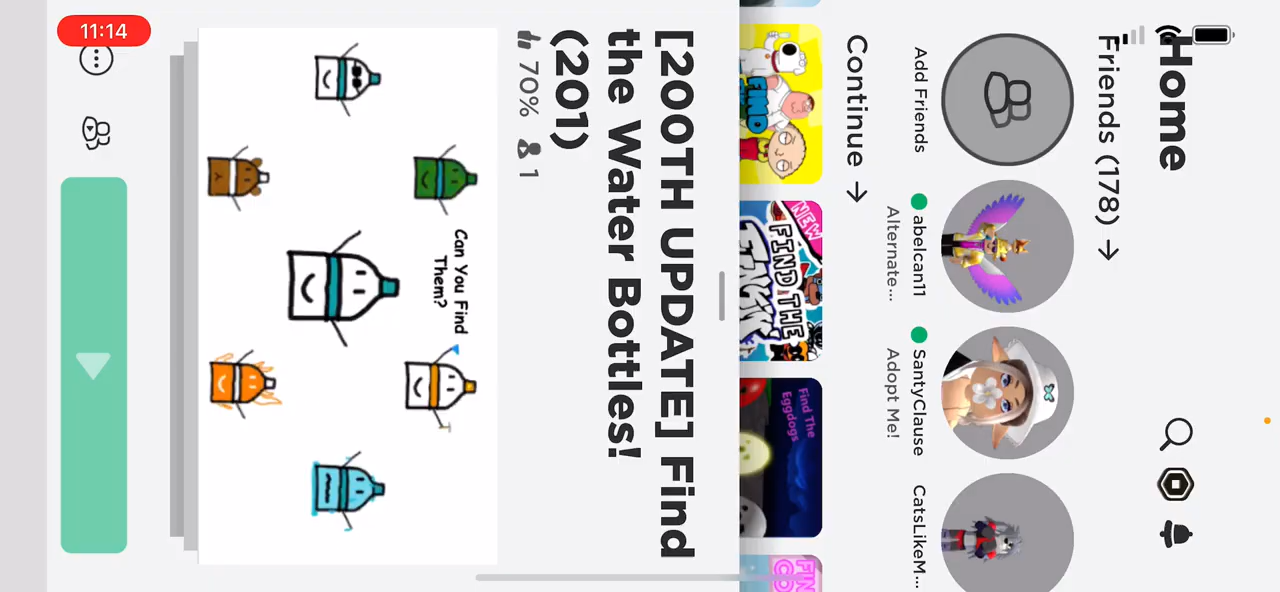 11:14
Home
Friends (178) →
Add Friends
abelcan11
Alternate...
SantyClause
Adopt Me!
CatsLikeM...
Continue →
FIND
NEW
FIND THE
Find The
Eggdogs
[200TH UPDATE] Find
the Water Bottles!
(201)
70% 1
Can You Find
Them?